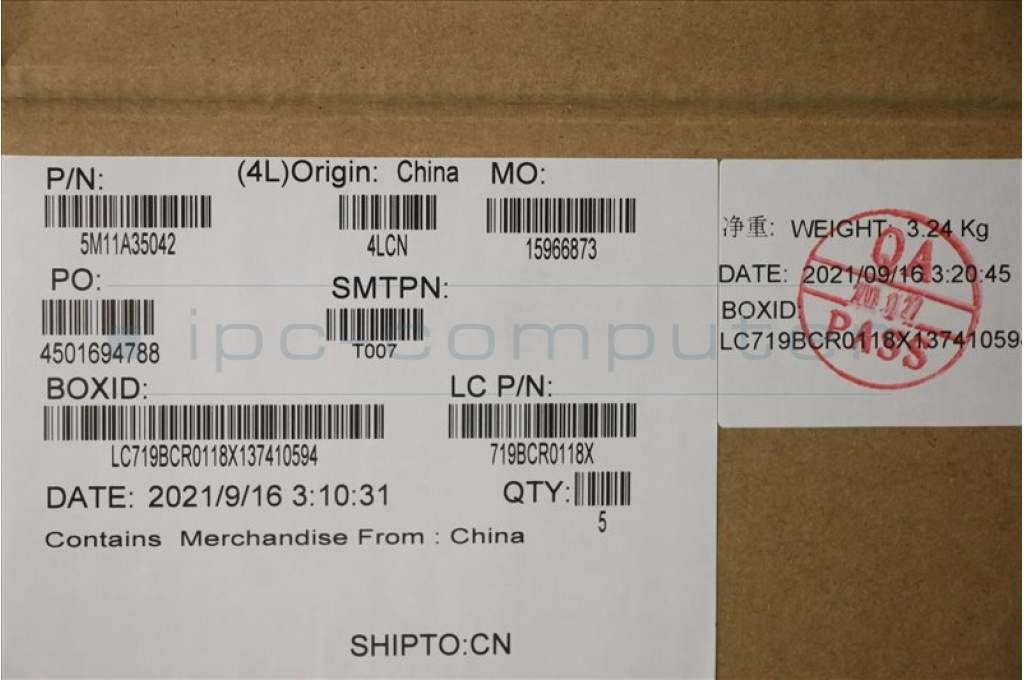 P/N: (4L)Origin: China MO:
5M11A35042 4LCN 15966873
PO: SMTPN:
4501694788 T007
BOXID: LC P/N:
LC719BCR0118X137410594 719BCR0118X
DATE: 2021/9/16 3:10:31 QTY:
5
Contains Merchandise From : China
SHIPTO:CN
净重: WEIGHT: 3.24 Kg
DATE: 2021/09/16 3:20:45
BOXID:
LC719BCR0118X137410594
QA
PASS
ipc-computer